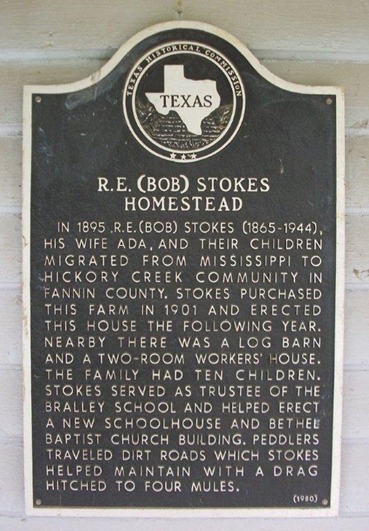 TEXAS HISTORICAL COMMISSION
TEXAS
R.E. (BOB) STOKES
HOMESTEAD
IN 1895 R.E. (BOB) STOKES (1865-1944),
HIS WIFE ADA, AND THEIR CHILDREN
MIGRATED FROM MISSISSIPPI TO
HICKORY CREEK COMMUNITY IN
FANNIN COUNTY. STOKES PURCHASED
THIS FARM IN 1901 AND ERECTED
THIS HOUSE THE FOLLOWING YEAR.
NEARBY THERE WAS A LOG BARN
AND A TWO-ROOM WORKERS' HOUSE.
THE FAMILY HAD TEN CHILDREN.
STOKES SERVED AS TRUSTEE OF THE
BRALLEY SCHOOL AND HELPED ERECT
A NEW SCHOOLHOUSE AND BETHEL
BAPTIST CHURCH BUILDING. PEDDLERS
TRAVELED DIRT ROADS WHICH STOKES
HELPED MAINTAIN WITH A DRAG
HITCHED TO FOUR MULES.
(1980)